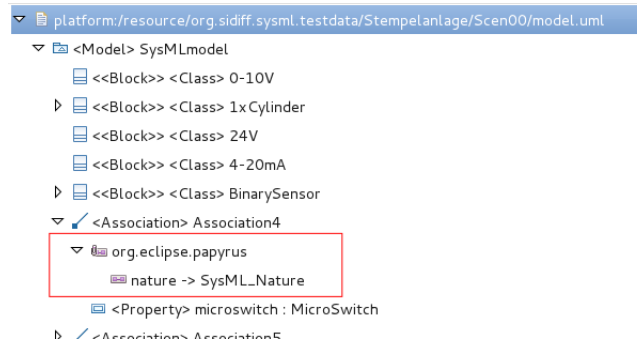 platform:/resource/org.sidiff.sysml.testdata/Stempelanlage/Scen00/model.uml
<Model> SysMLmodel
<<Block>> <Class> 0-10V
<<Block>> <Class> 1xCylinder
<<Block>> <Class> 24V
<<Block>> <Class> 4-20mA
<<Block>> <Class> BinarySensor
<Association> Association4
org.eclipse.papyrus
nature -> SysML_Nature
<Property> microswitch : MicroSwitch
<Association> Association5